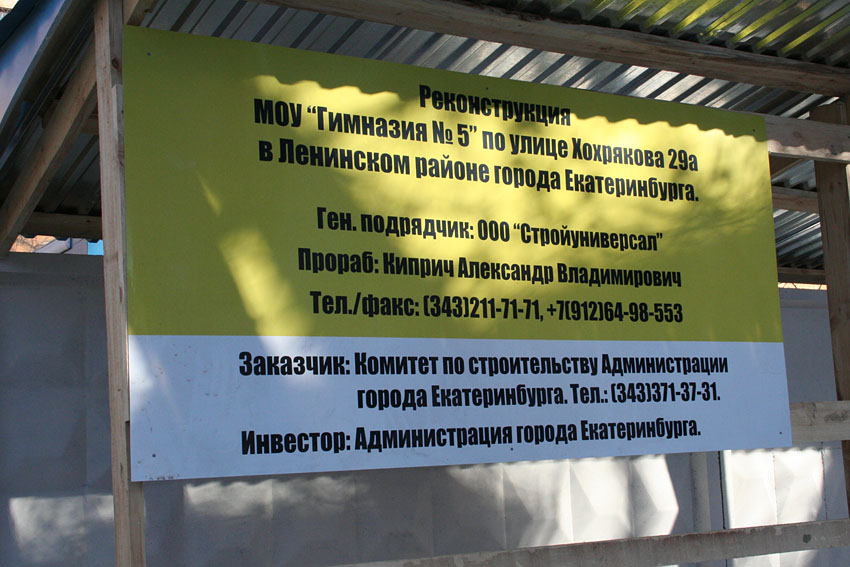 Реконструкция
МОУ "Гимназия № 5" по улице Хохрякова 29а
в Ленинском районе города Екатеринбурга.
Ген. подрядчик: ООО "Стройуниверсал"
Прораб: Киприч Александр Владимирович
Тел./факс: (343)211-71-71, +7(912)64-98-553
Заказчик: Комитет по строительству Администрации
города Екатеринбурга. Тел.: (343)371-37-31.
Инвестор: Администрация города Екатеринбурга.